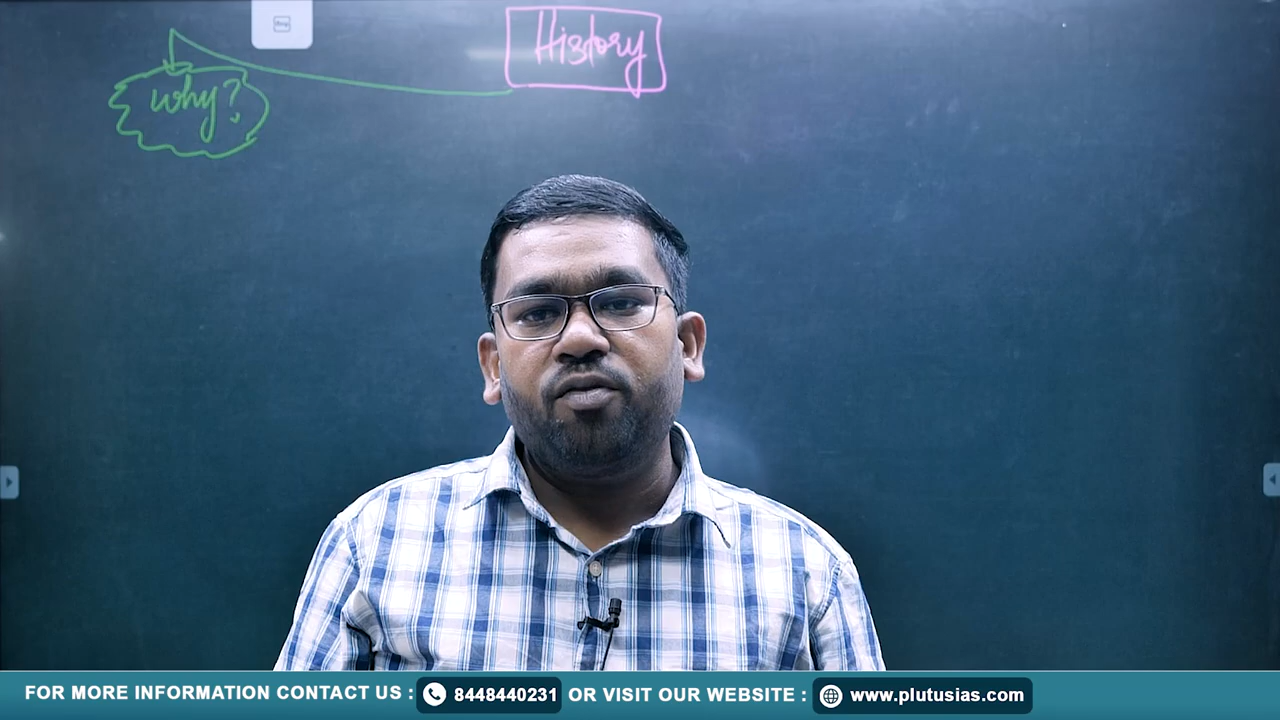 History
why?
FOR MORE INFORMATION CONTACT US : 8448440231 OR VISIT OUR WEBSITE : www.plutusias.com